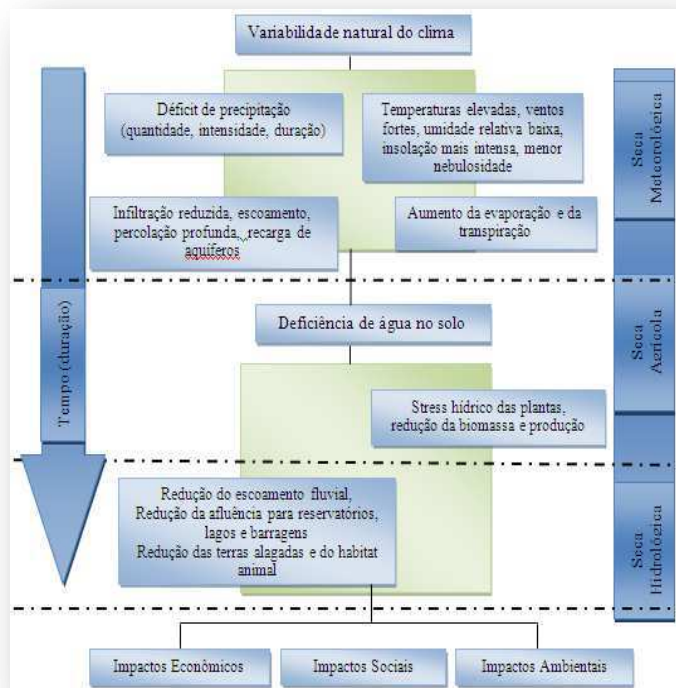 Variabilidade natural do clima
Déficit de precipitação
(quantidade, intensidade, duração)
Temperaturas elevadas, ventos
fortes, umidade relativa baixa,
insolação mais intensa, menor
nebulosidade
Seca
Meteorológica
Infiltração reduzida, escoamento,
percolação profunda, recarga de
aquíferos
Aumento da evaporação e da
transpiração
Tempo (duração)
Deficiência de água no solo
Seca
Agrícola
Stress hídrico das plantas,
redução da biomassa e produção
Redução do escoamento fluvial,
Redução da afluência para reservatórios,
lagos e barragens
Redução das terras alagadas e do habitat
animal
Seca
Hidrológica
Impactos Econômicos
Impactos Sociais
Impactos Ambientais